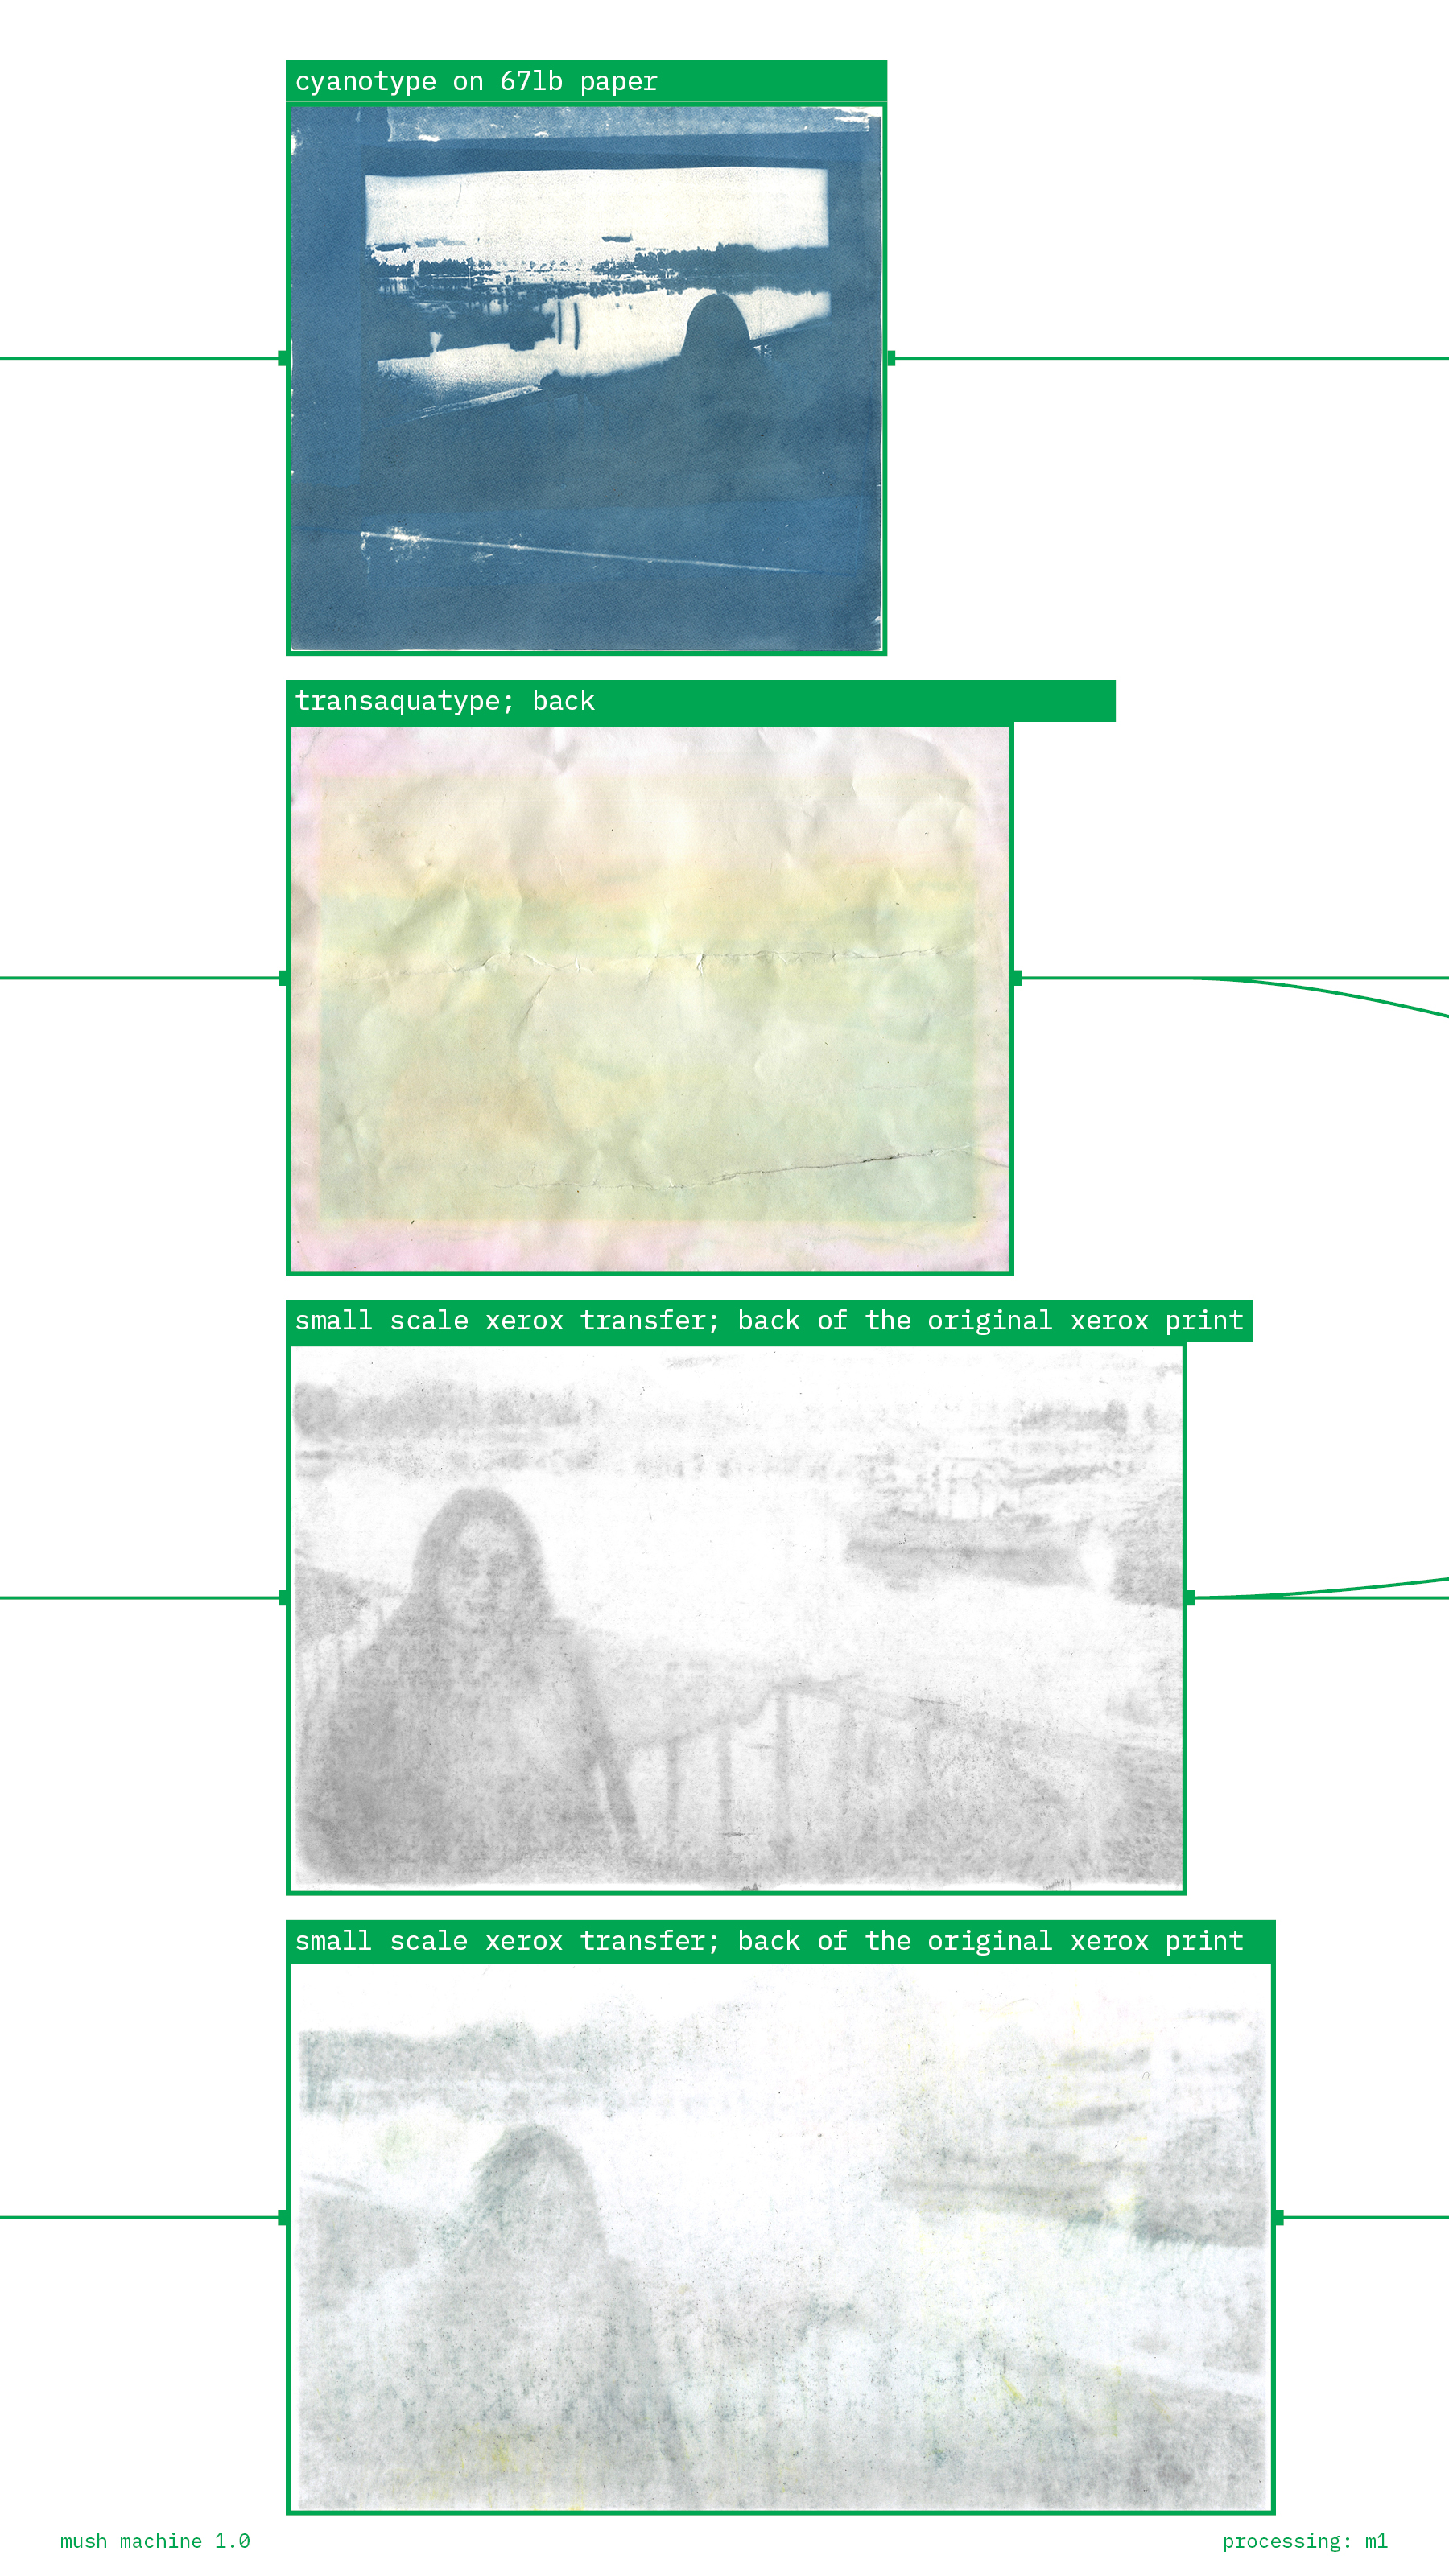 cyanotype on 67lb paper
transaquatype; back
small scale xerox transfer; back of the original xerox print
small scale xerox transfer; back of the original xerox print
mush machine 1.0
processing: m1